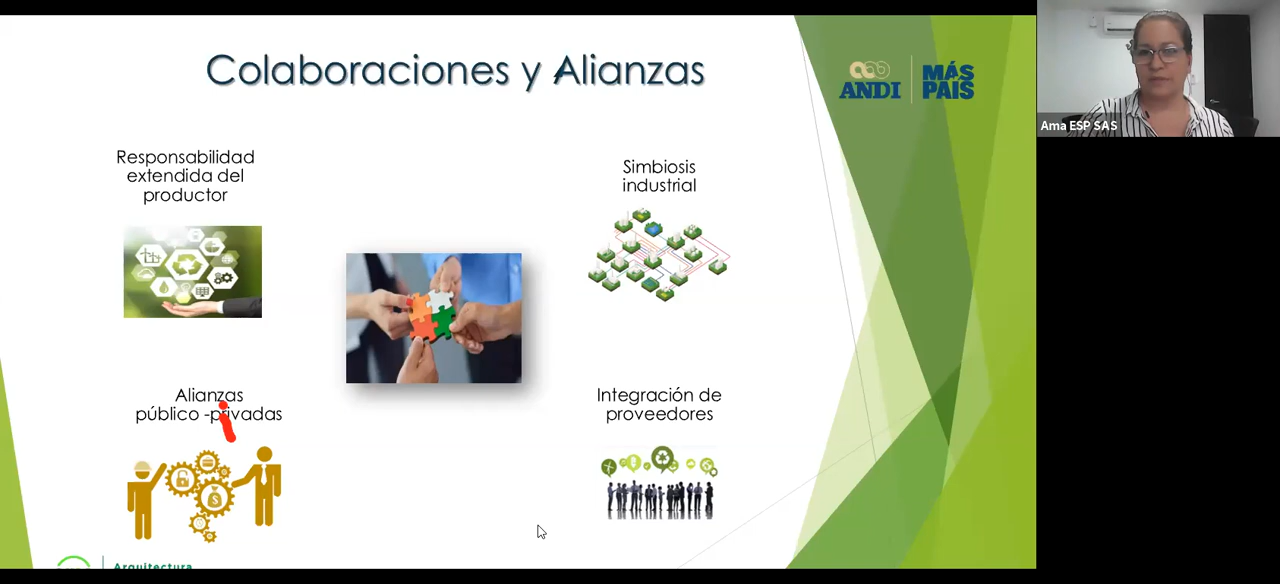 Colaboraciones y Alianzas
ANDI
MÁS
PAÍS
Ama ESP SAS
Responsabilidad
extendida del
productor
Simbiosis
industrial
Alianzas
público -privadas
Integración de
proveedores
Arquitectura